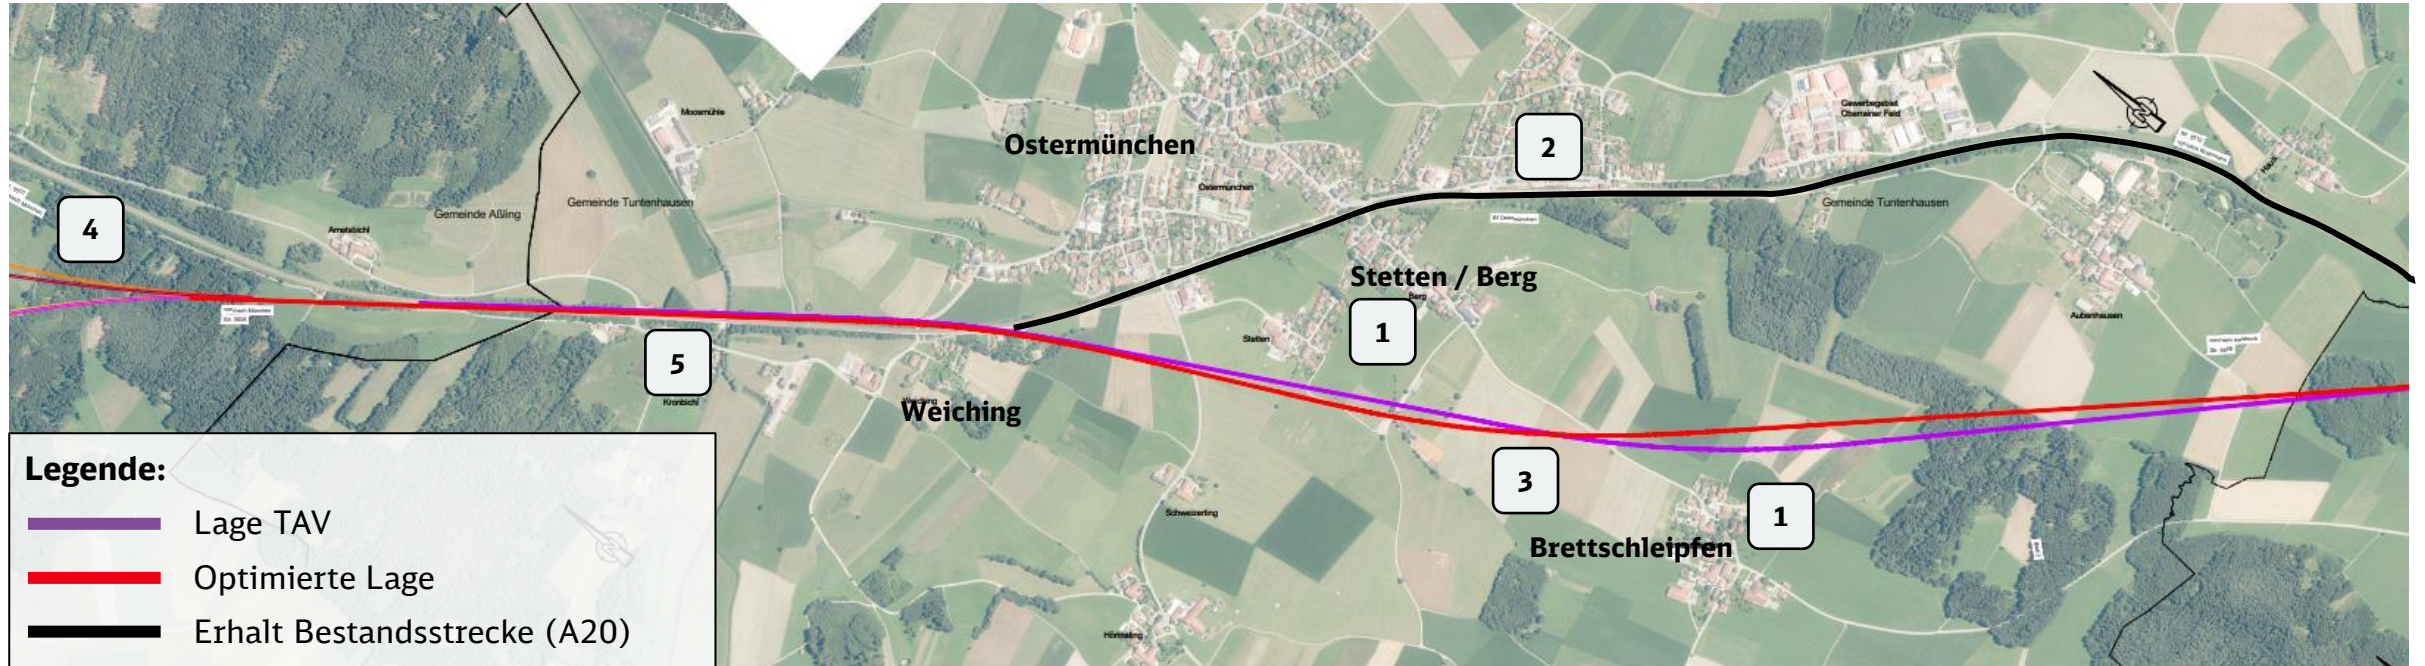 Moosmühle
Gewerbegebiet
Ostermünchen
2
4
Ostermünchen
Gemeinde Aßling
Gemeinde Tuntenhausen
Gemeinde Tuntenhausen
Stetten / Berg
Berg
Aubenhausen
1
Stetten
5
Kronbichl
Weiching
3
1
Schweizerting
Brettschleipfen
Legende:
Lage TAV
Optimierte Lage
Erhalt Bestandsstrecke (A20)